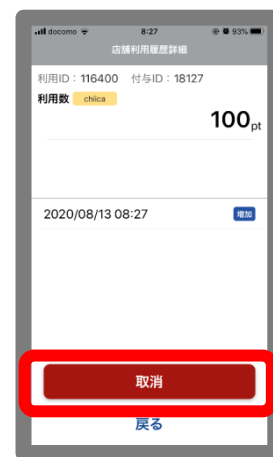 docomo 8:27 93%
店舗利用履歴詳細
利用ID：116400 付与ID：18127
利用数 chiica
100pt
2020/08/13 08:27 増加
取消
戻る